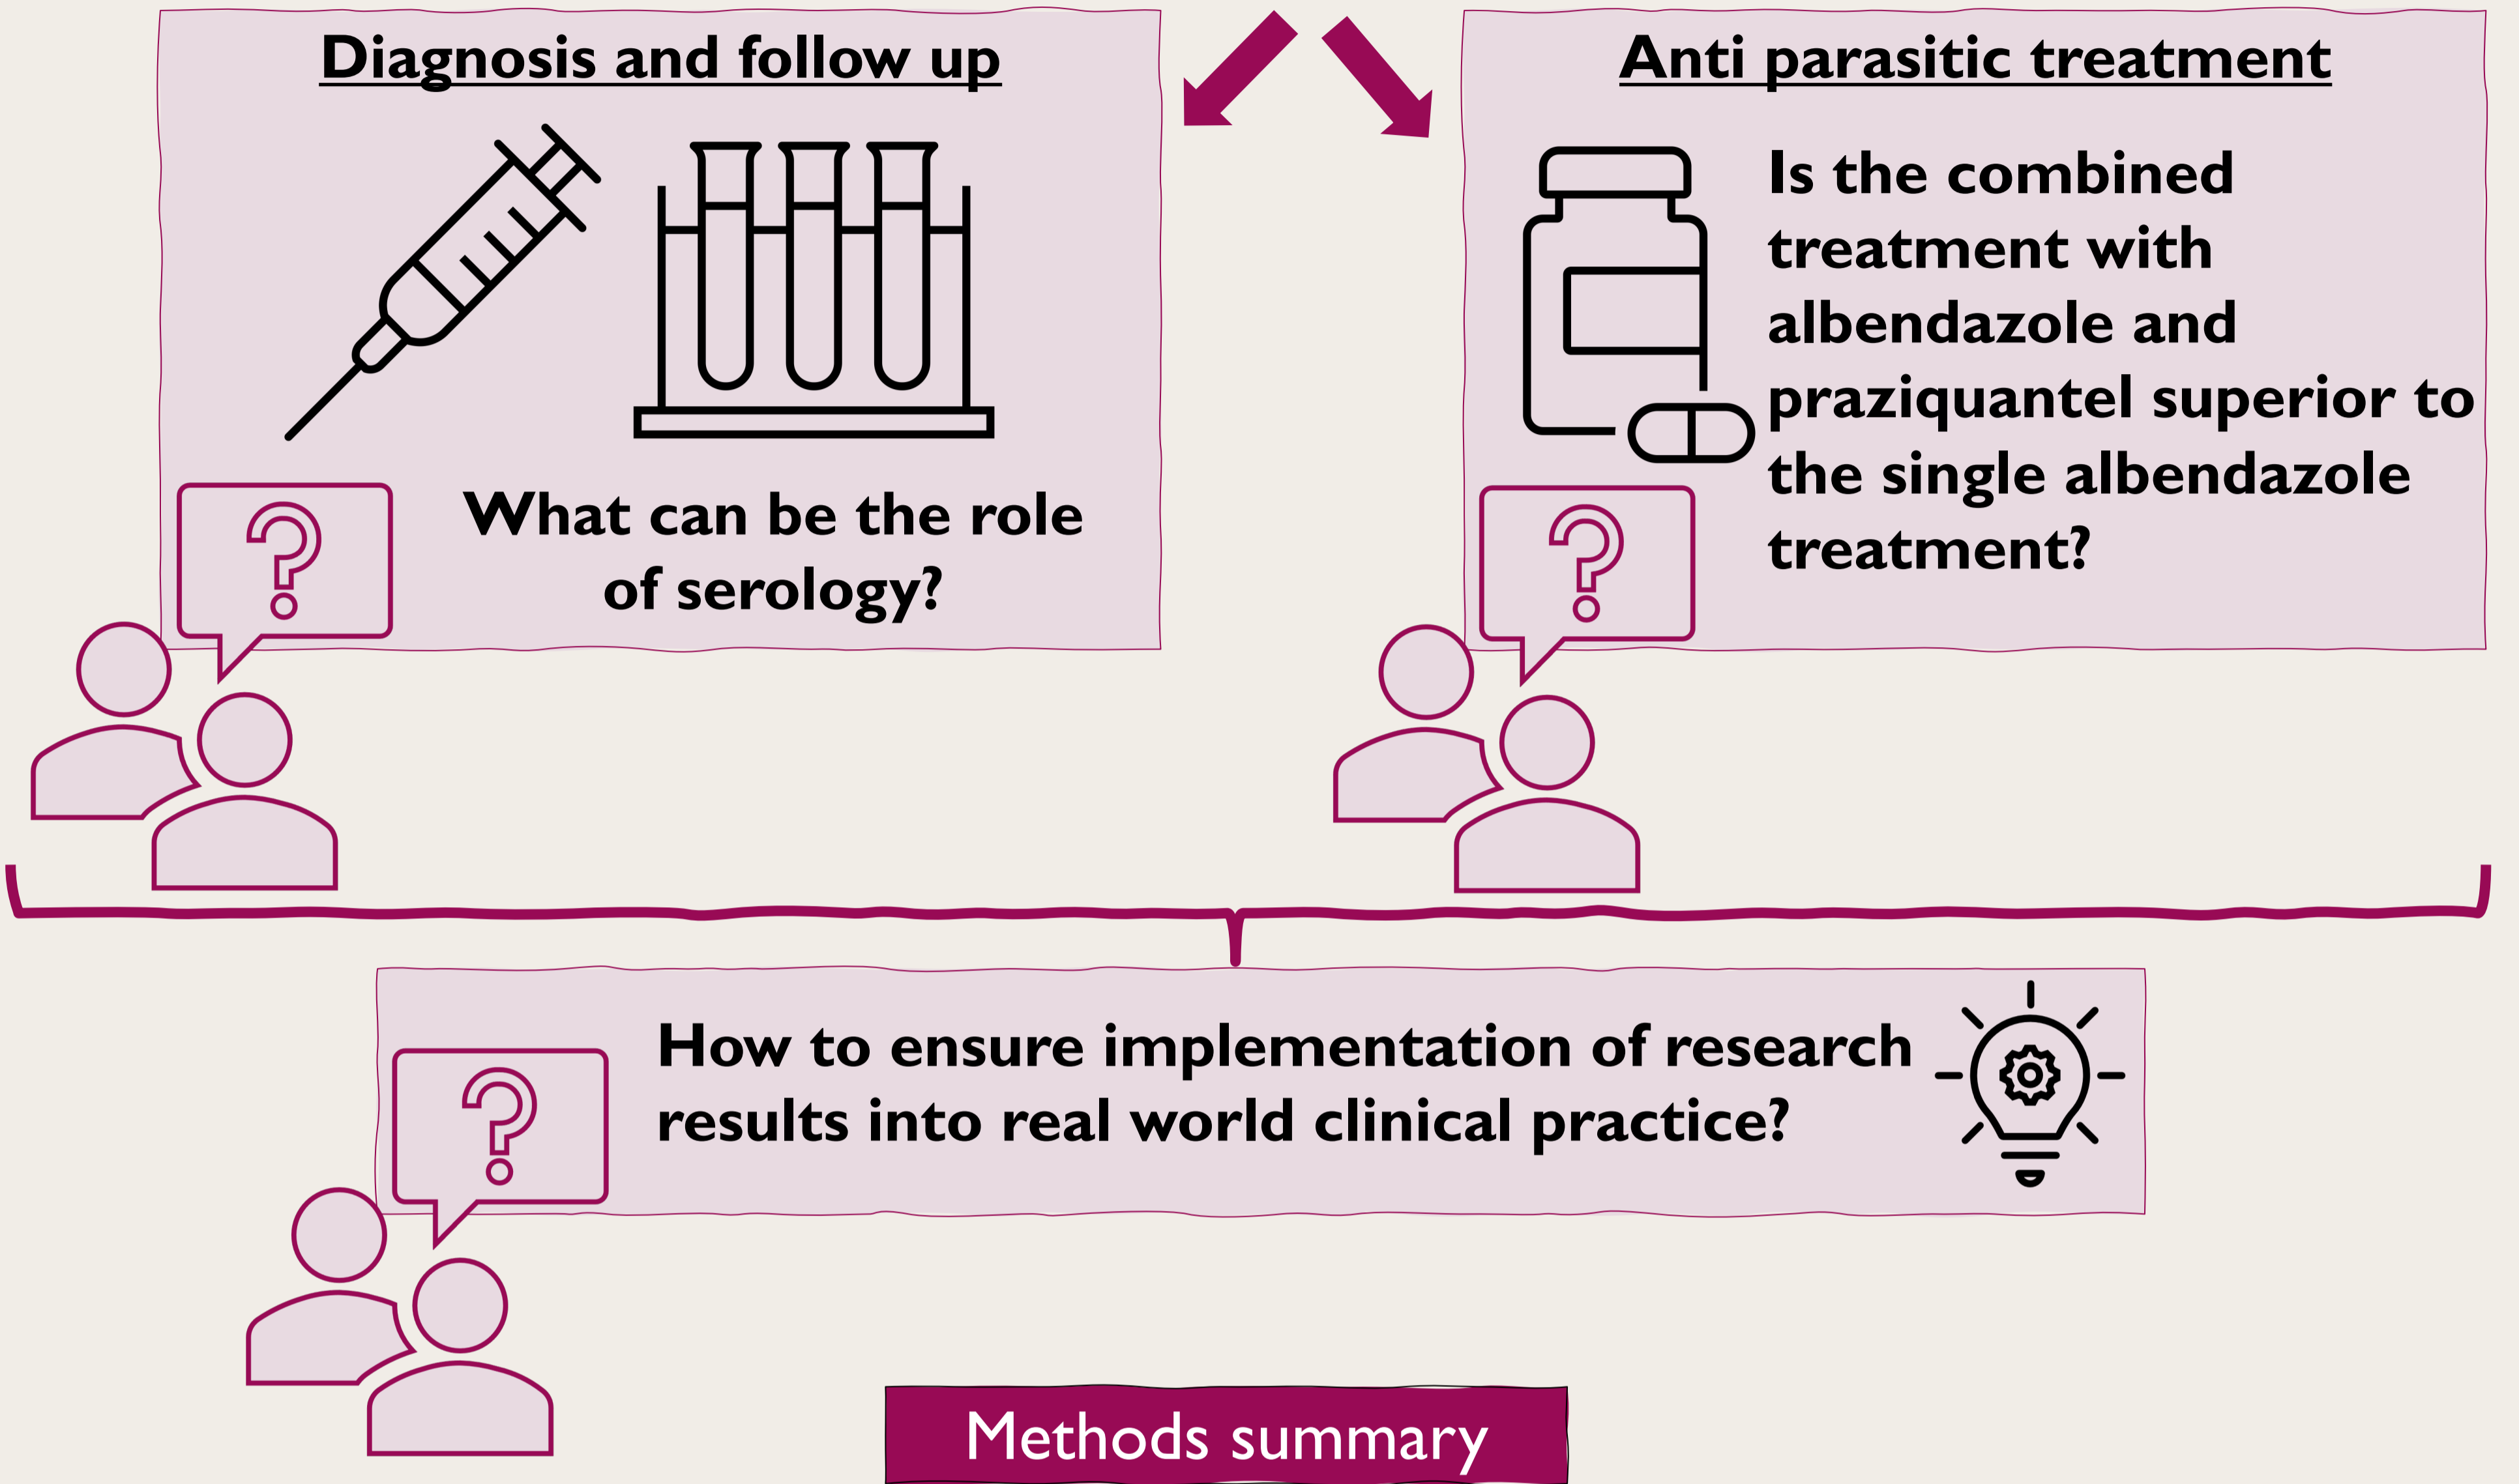 Diagnosis and follow up
What can be the role
of serology?
Anti parasitic treatment
Is the combined
treatment with
albendazole and
praziquantel superior to
the single albendazole
treatment?
How to ensure implementation of research
results into real world clinical practice?
Methods summary